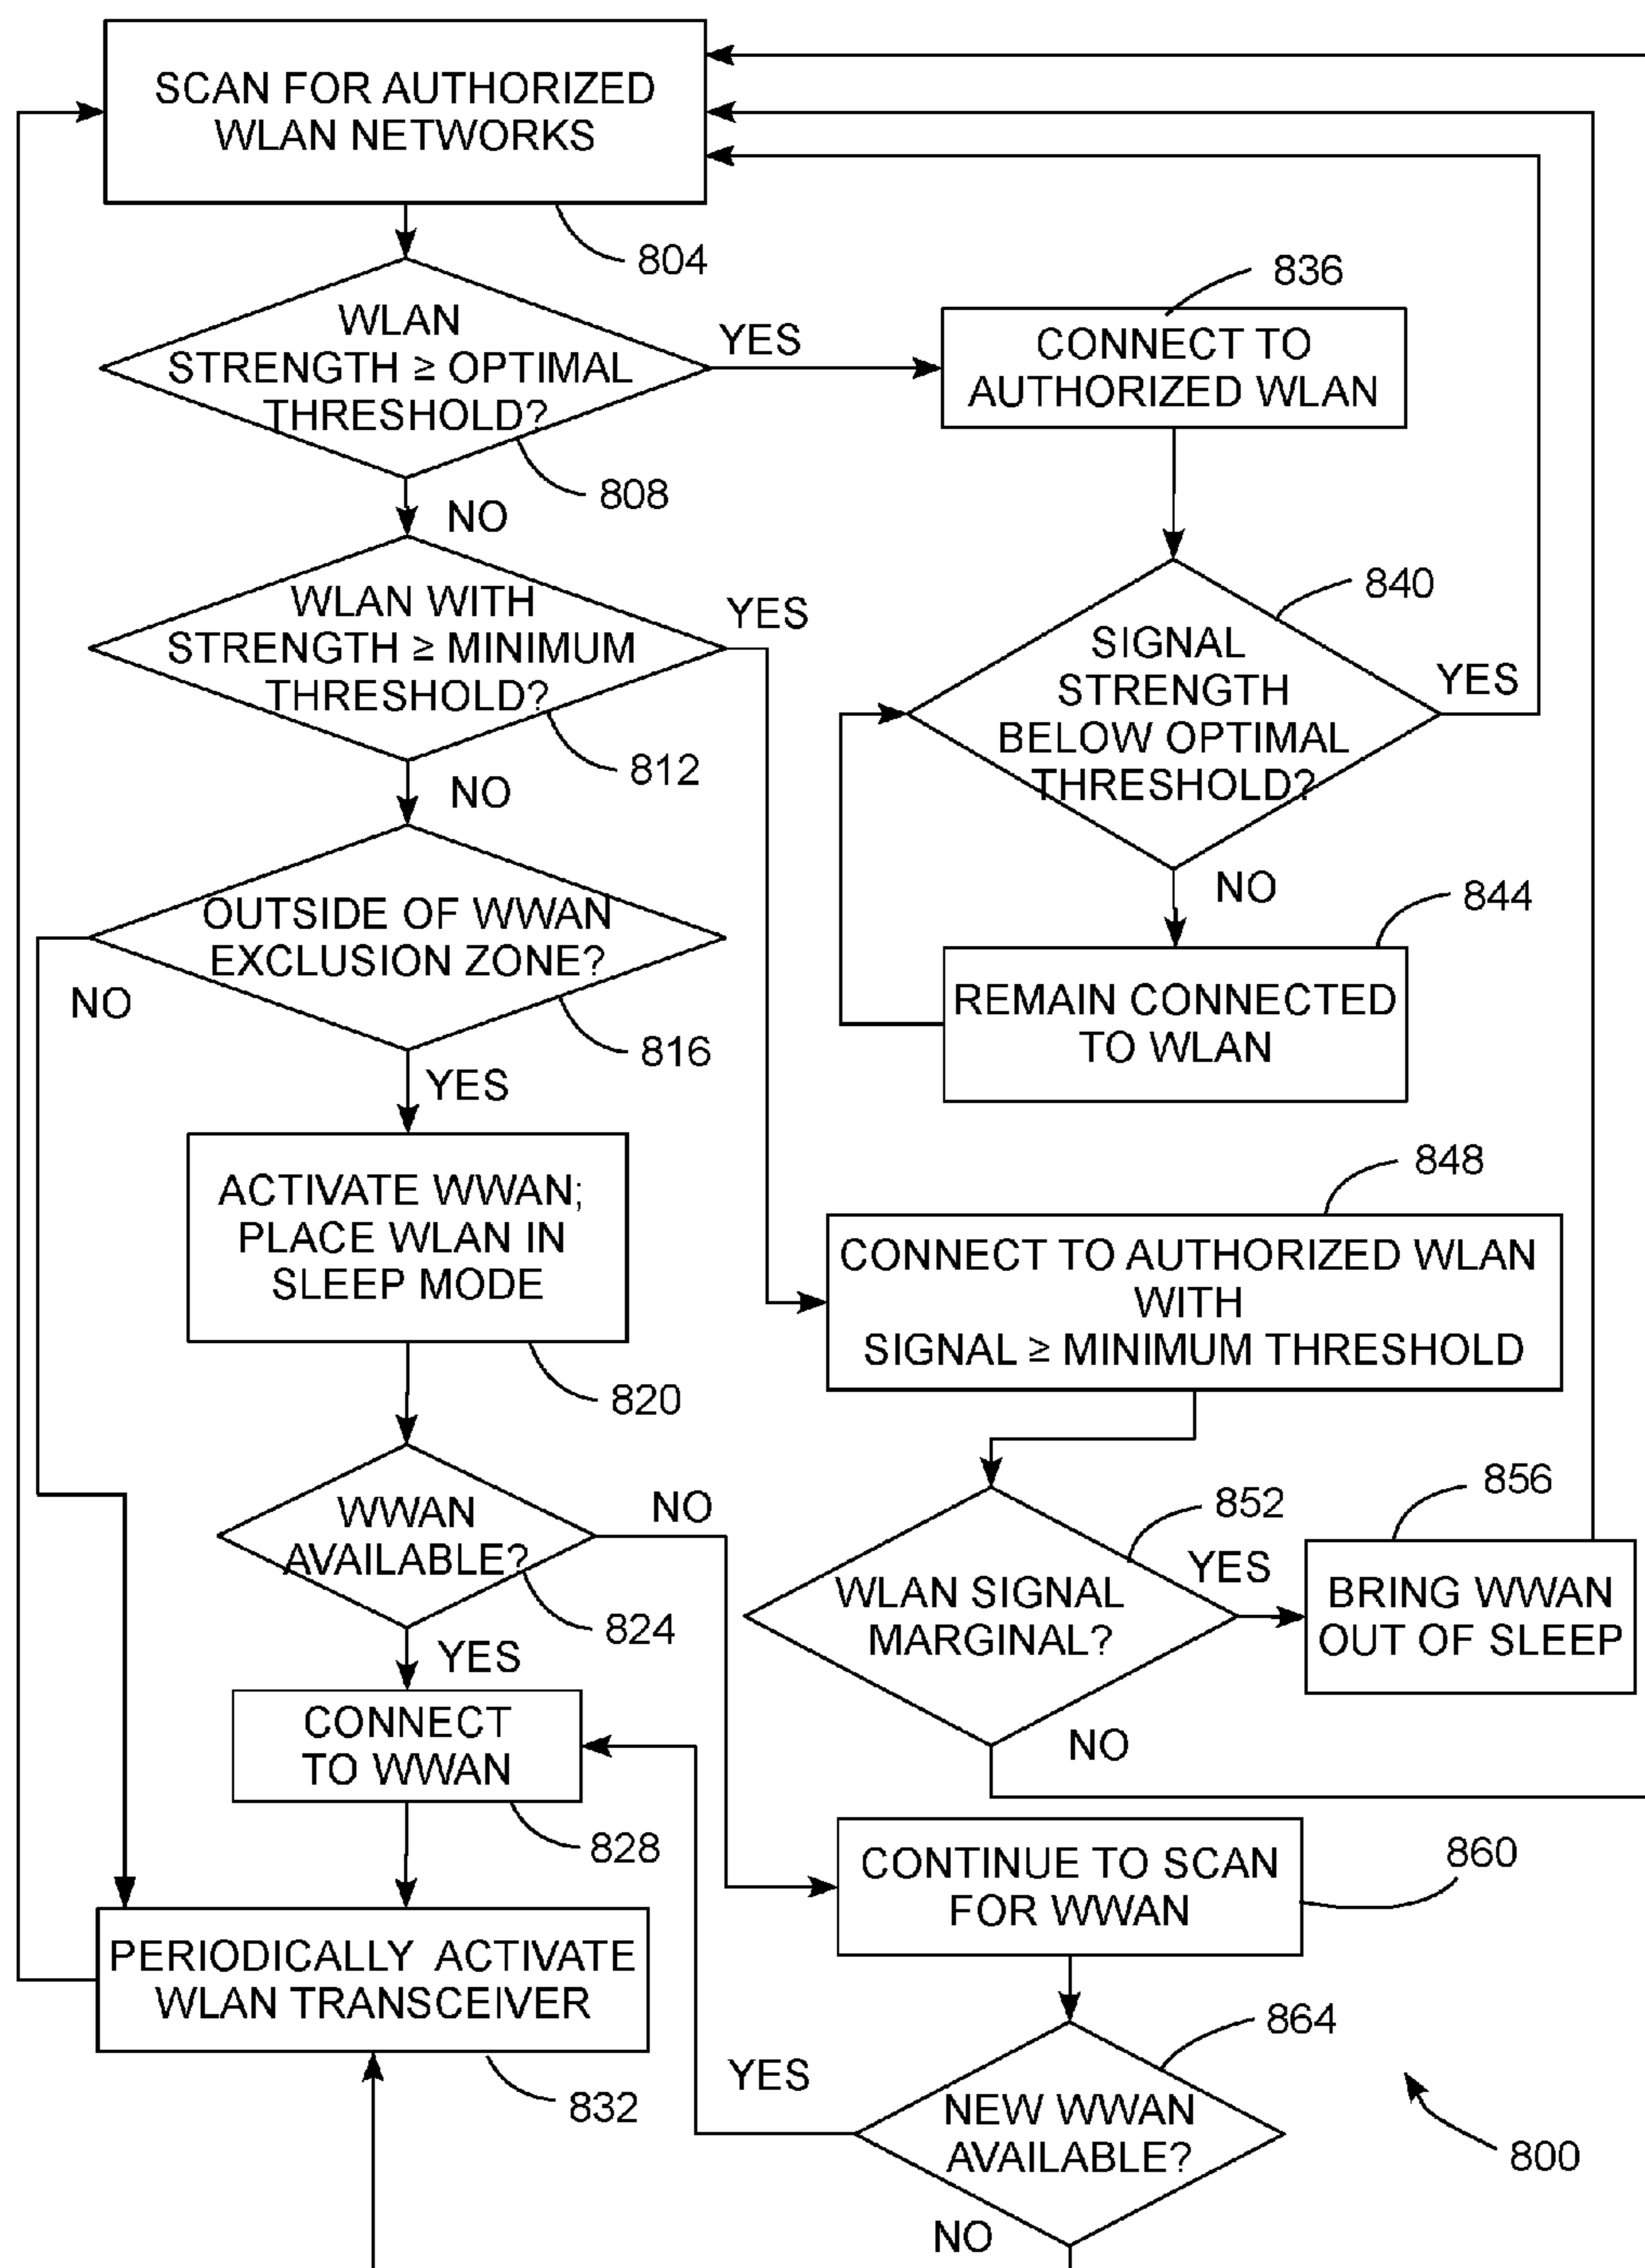 SCAN FOR AUTHORIZED
WLAN NETWORKS
804
WLAN
STRENGTH ≥ OPTIMAL
THRESHOLD?
808
YES
836
CONNECT TO
AUTHORIZED WLAN
NO
WLAN WITH
STRENGTH ≥ MINIMUM
THRESHOLD?
812
YES
840
SIGNAL
STRENGTH
BELOW OPTIMAL
THRESHOLD?
YES
NO
844
REMAIN CONNECTED
TO WLAN
NO
OUTSIDE OF WWAN
EXCLUSION ZONE?
816
NO
YES
ACTIVATE WWAN;
PLACE WLAN IN
SLEEP MODE
820
848
CONNECT TO AUTHORIZED WLAN
WITH
SIGNAL ≥ MINIMUM THRESHOLD
WWAN
AVAILABLE?
824
NO
852
WLAN SIGNAL
MARGINAL?
YES
856
BRING WWAN
OUT OF SLEEP
NO
YES
CONNECT
TO WWAN
828
860
CONTINUE TO SCAN
FOR WWAN
PERIODICALLY ACTIVATE
WLAN TRANSCEIVER
832
864
YES
NEW WWAN
AVAILABLE?
NO
800